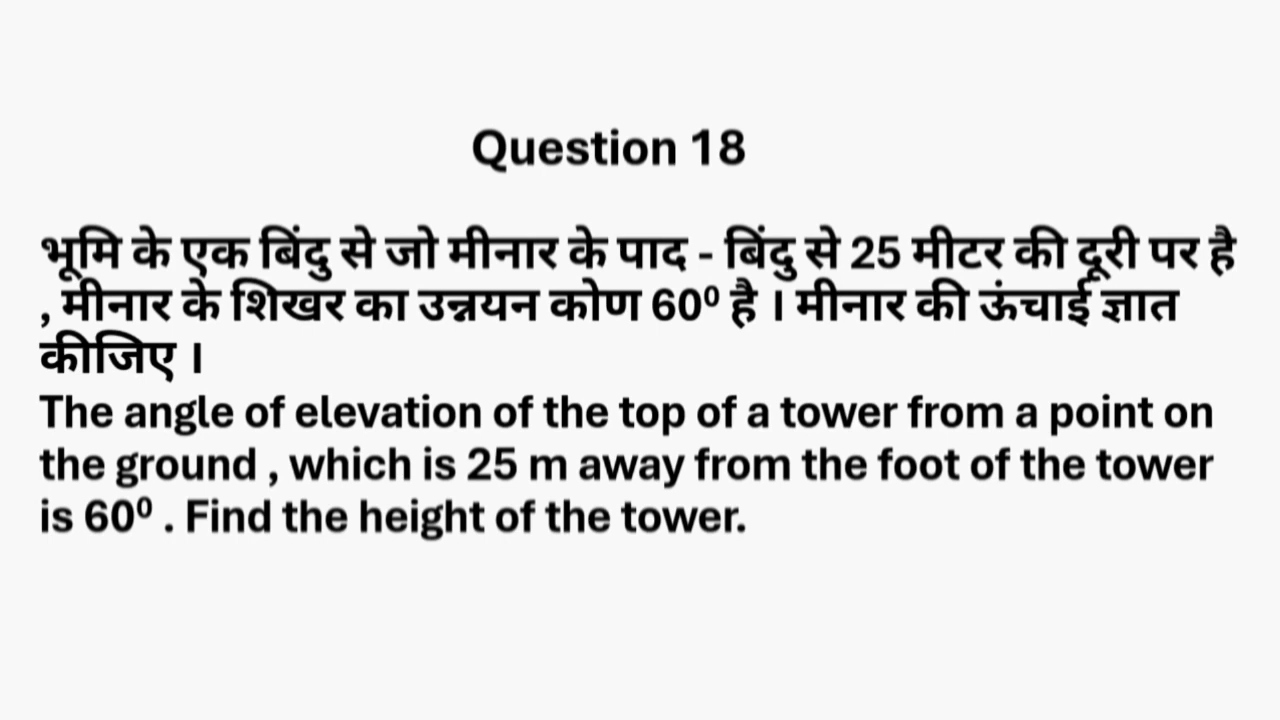 Question 18
भूमि के एक बिंदु से जो मीनार के पाद - बिंदु से 25 मीटर की दूरी पर है
, मीनार के शिखर का उन्नयन कोण 60⁰ है । मीनार की ऊंचाई ज्ञात
कीजिए ।
The angle of elevation of the top of a tower from a point on
the ground , which is 25 m away from the foot of the tower
is 60⁰ . Find the height of the tower.